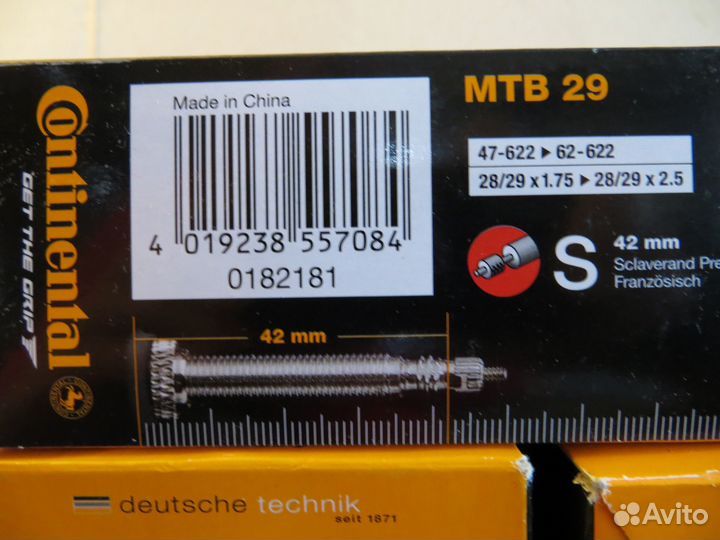 Continental
GET THE GRIP
Made in China
4 019238 557084
0182181
MTB 29
47-622 ▸ 62-622
28/29 x 1.75 ▸ 28/29 x 2.5
S
42 mm
Sclaverand Pre
Französisch
42 mm
deutsche technik
seit 1871
Avito